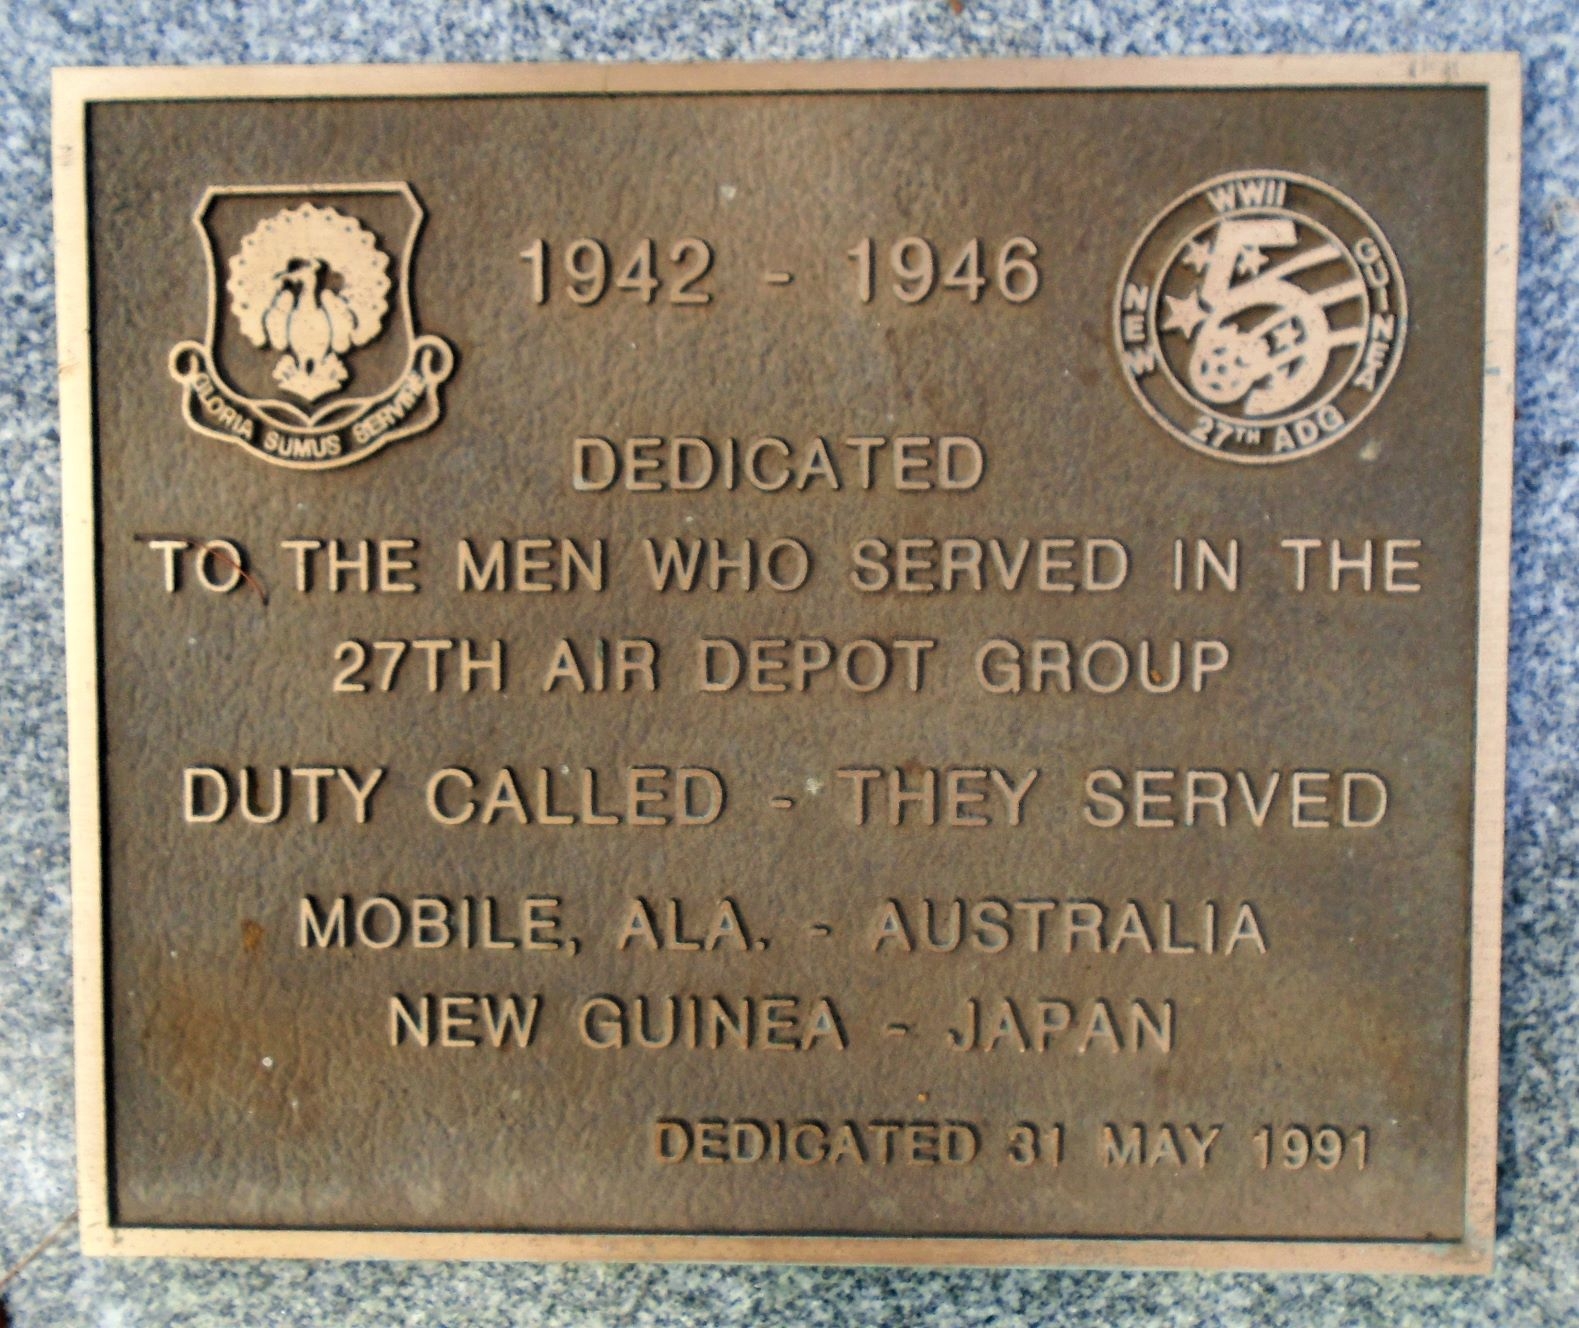 1942 - 1946
GLORIA SUMUS SERVIRE
WWII
NEW GUINEA
27TH ADG
5
DEDICATED
TO THE MEN WHO SERVED IN THE
27TH AIR DEPOT GROUP
DUTY CALLED - THEY SERVED
MOBILE, ALA. - AUSTRALIA
NEW GUINEA - JAPAN
DEDICATED 31 MAY 1991